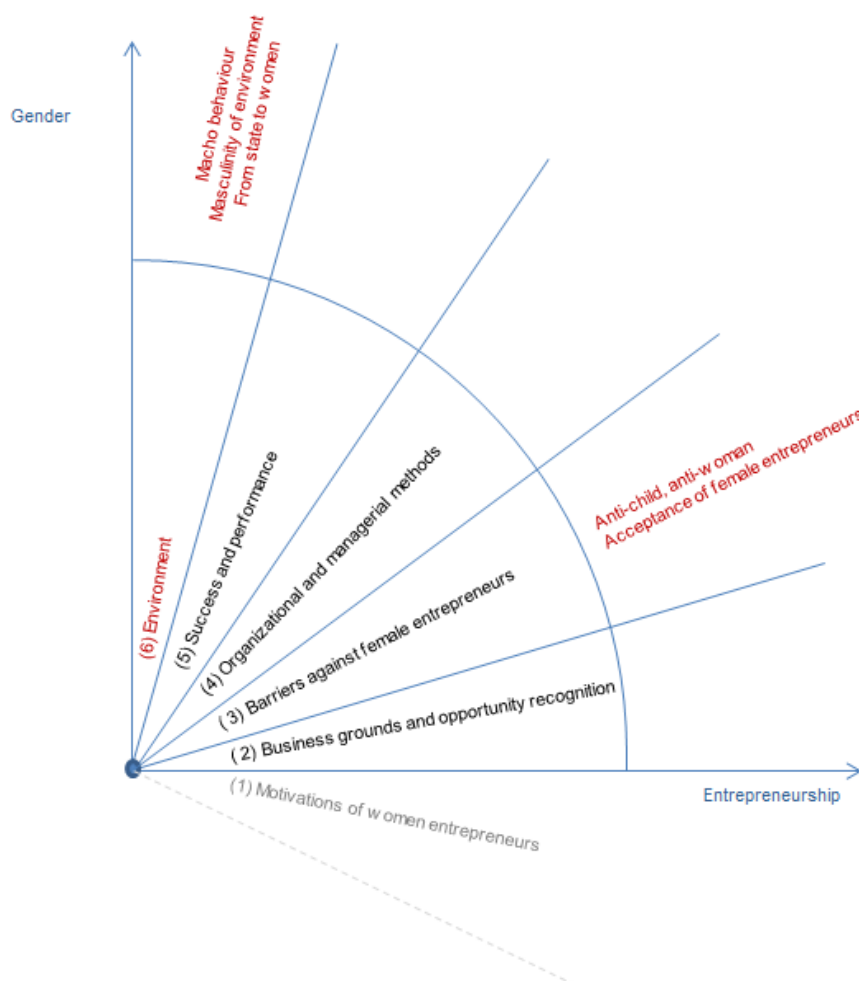 Macho behaviour
Masculinity of environment
From state to women
Gender
Anti-child, anti-woman
Acceptance of female entrepreneurs
(6) Environment
(5) Success and performance
(4) Organizational and managerial methods
(3) Barriers against female entrepreneurs
(2) Business grounds and opportunity recognition
Entrepreneurship
(1) Motivations of women entrepreneurs